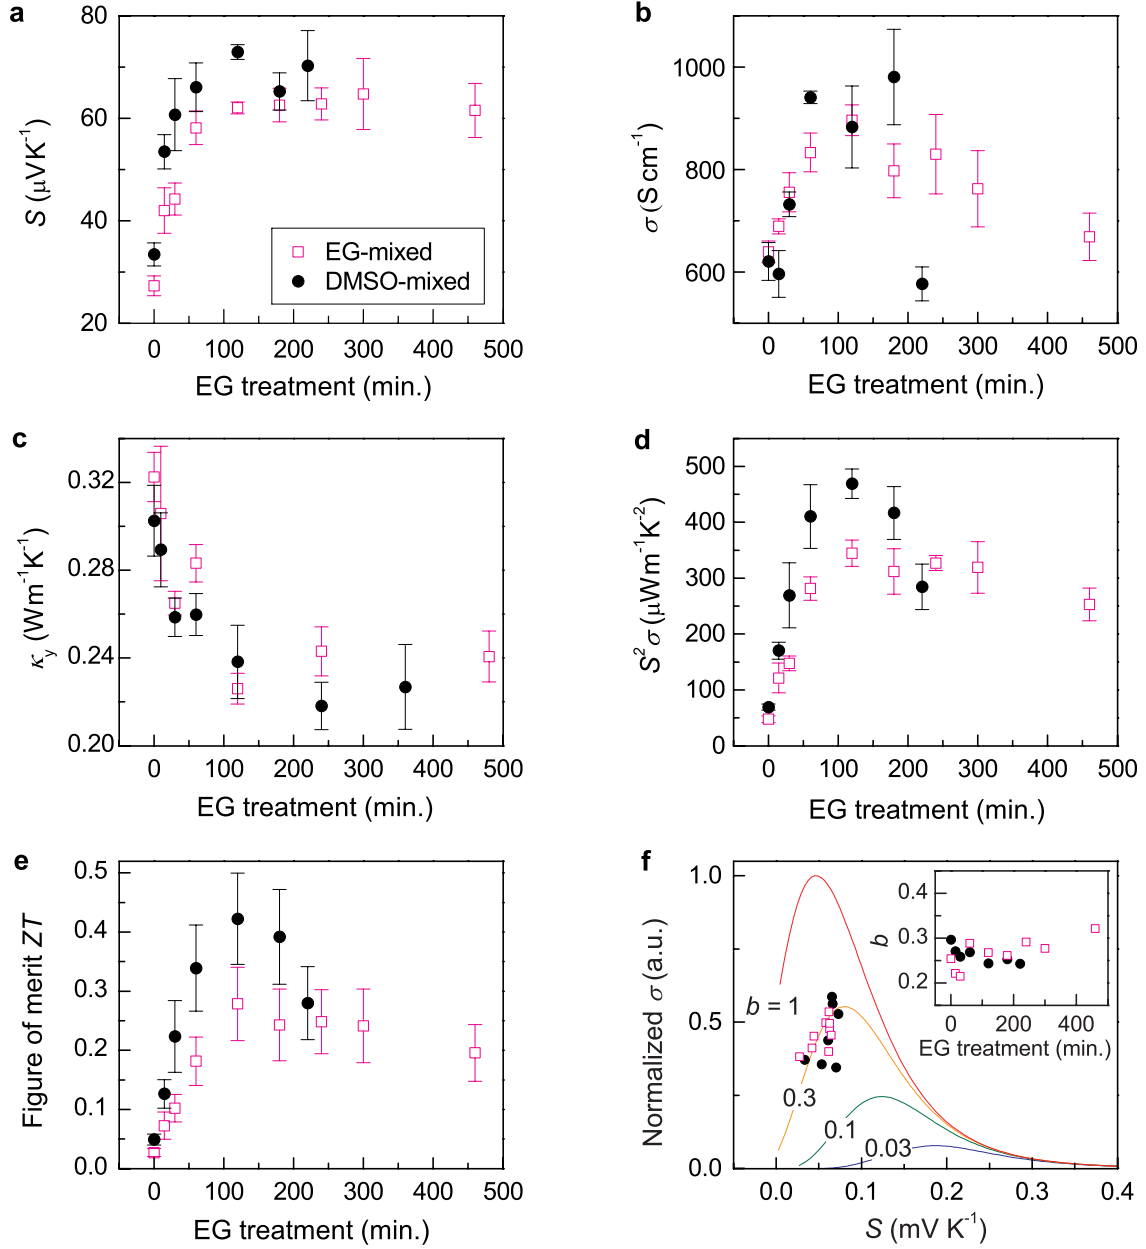 a
80
60
40
20
S (μVK⁻¹)
EG-mixed
DMSO-mixed
0 100 200 300 400 500
EG treatment (min.)
b
1000
800
600
σ (S cm⁻¹)
0 100 200 300 400 500
EG treatment (min.)
c
0.32
0.28
0.24
0.20
κy (Wm⁻¹K⁻¹)
0 100 200 300 400 500
EG treatment (min.)
d
500
400
300
200
100
0
S² σ (μWm⁻¹K⁻²)
0 100 200 300 400 500
EG treatment (min.)
e
0.5
0.4
0.3
0.2
0.1
0.0
Figure of merit ZT
0 100 200 300 400 500
EG treatment (min.)
f
1.0
0.5
0.0
Normalized σ (a.u.)
b = 1
0.3
0.1
0.03
0.4
0.3
0.2
b
0 200 400
EG treatment (min.)
0.0 0.1 0.2 0.3 0.4
S (mV K⁻¹)